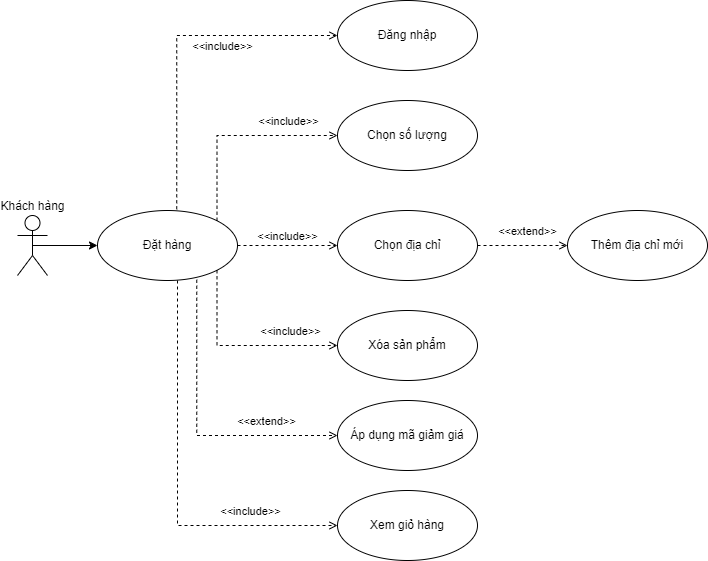 Đăng nhập
<<include>>
Chọn số lượng
<<include>>
Khách hàng
Đặt hàng
<<include>>
Chọn địa chỉ
<<extend>>
Thêm địa chỉ mới
<<include>>
Xóa sản phẩm
<<extend>>
Áp dụng mã giảm giá
<<include>>
Xem giỏ hàng